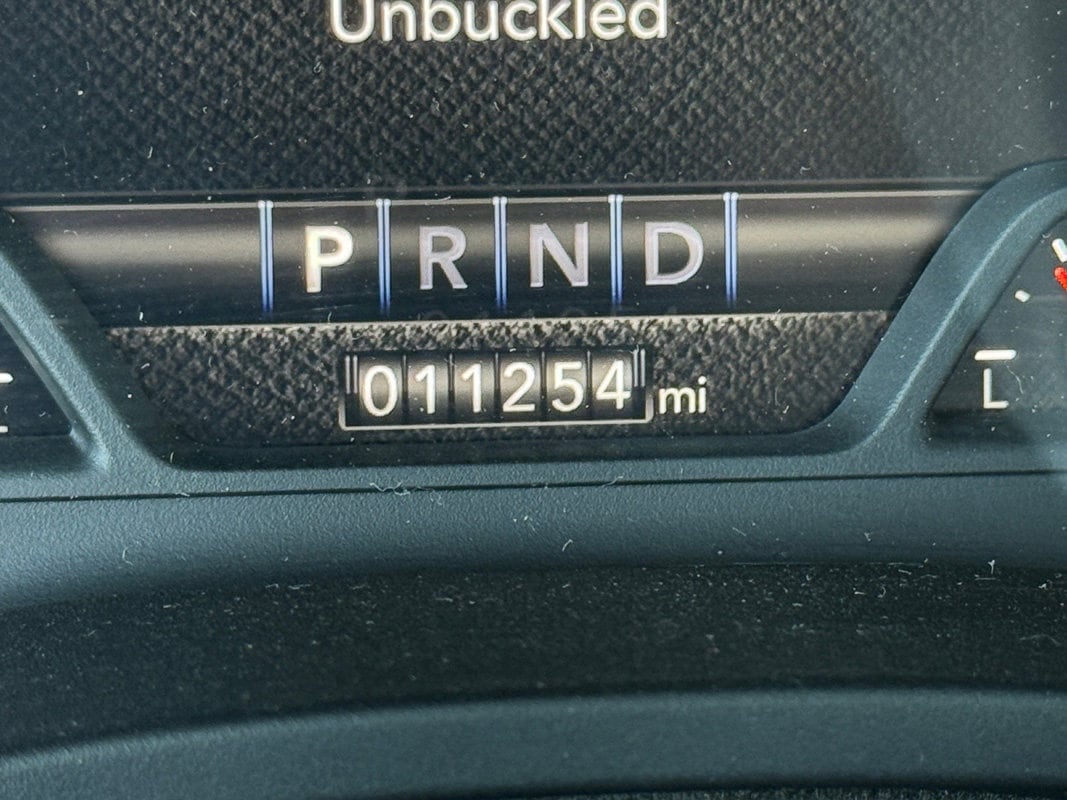 Unbuckled
P R N D
011254 mi
L